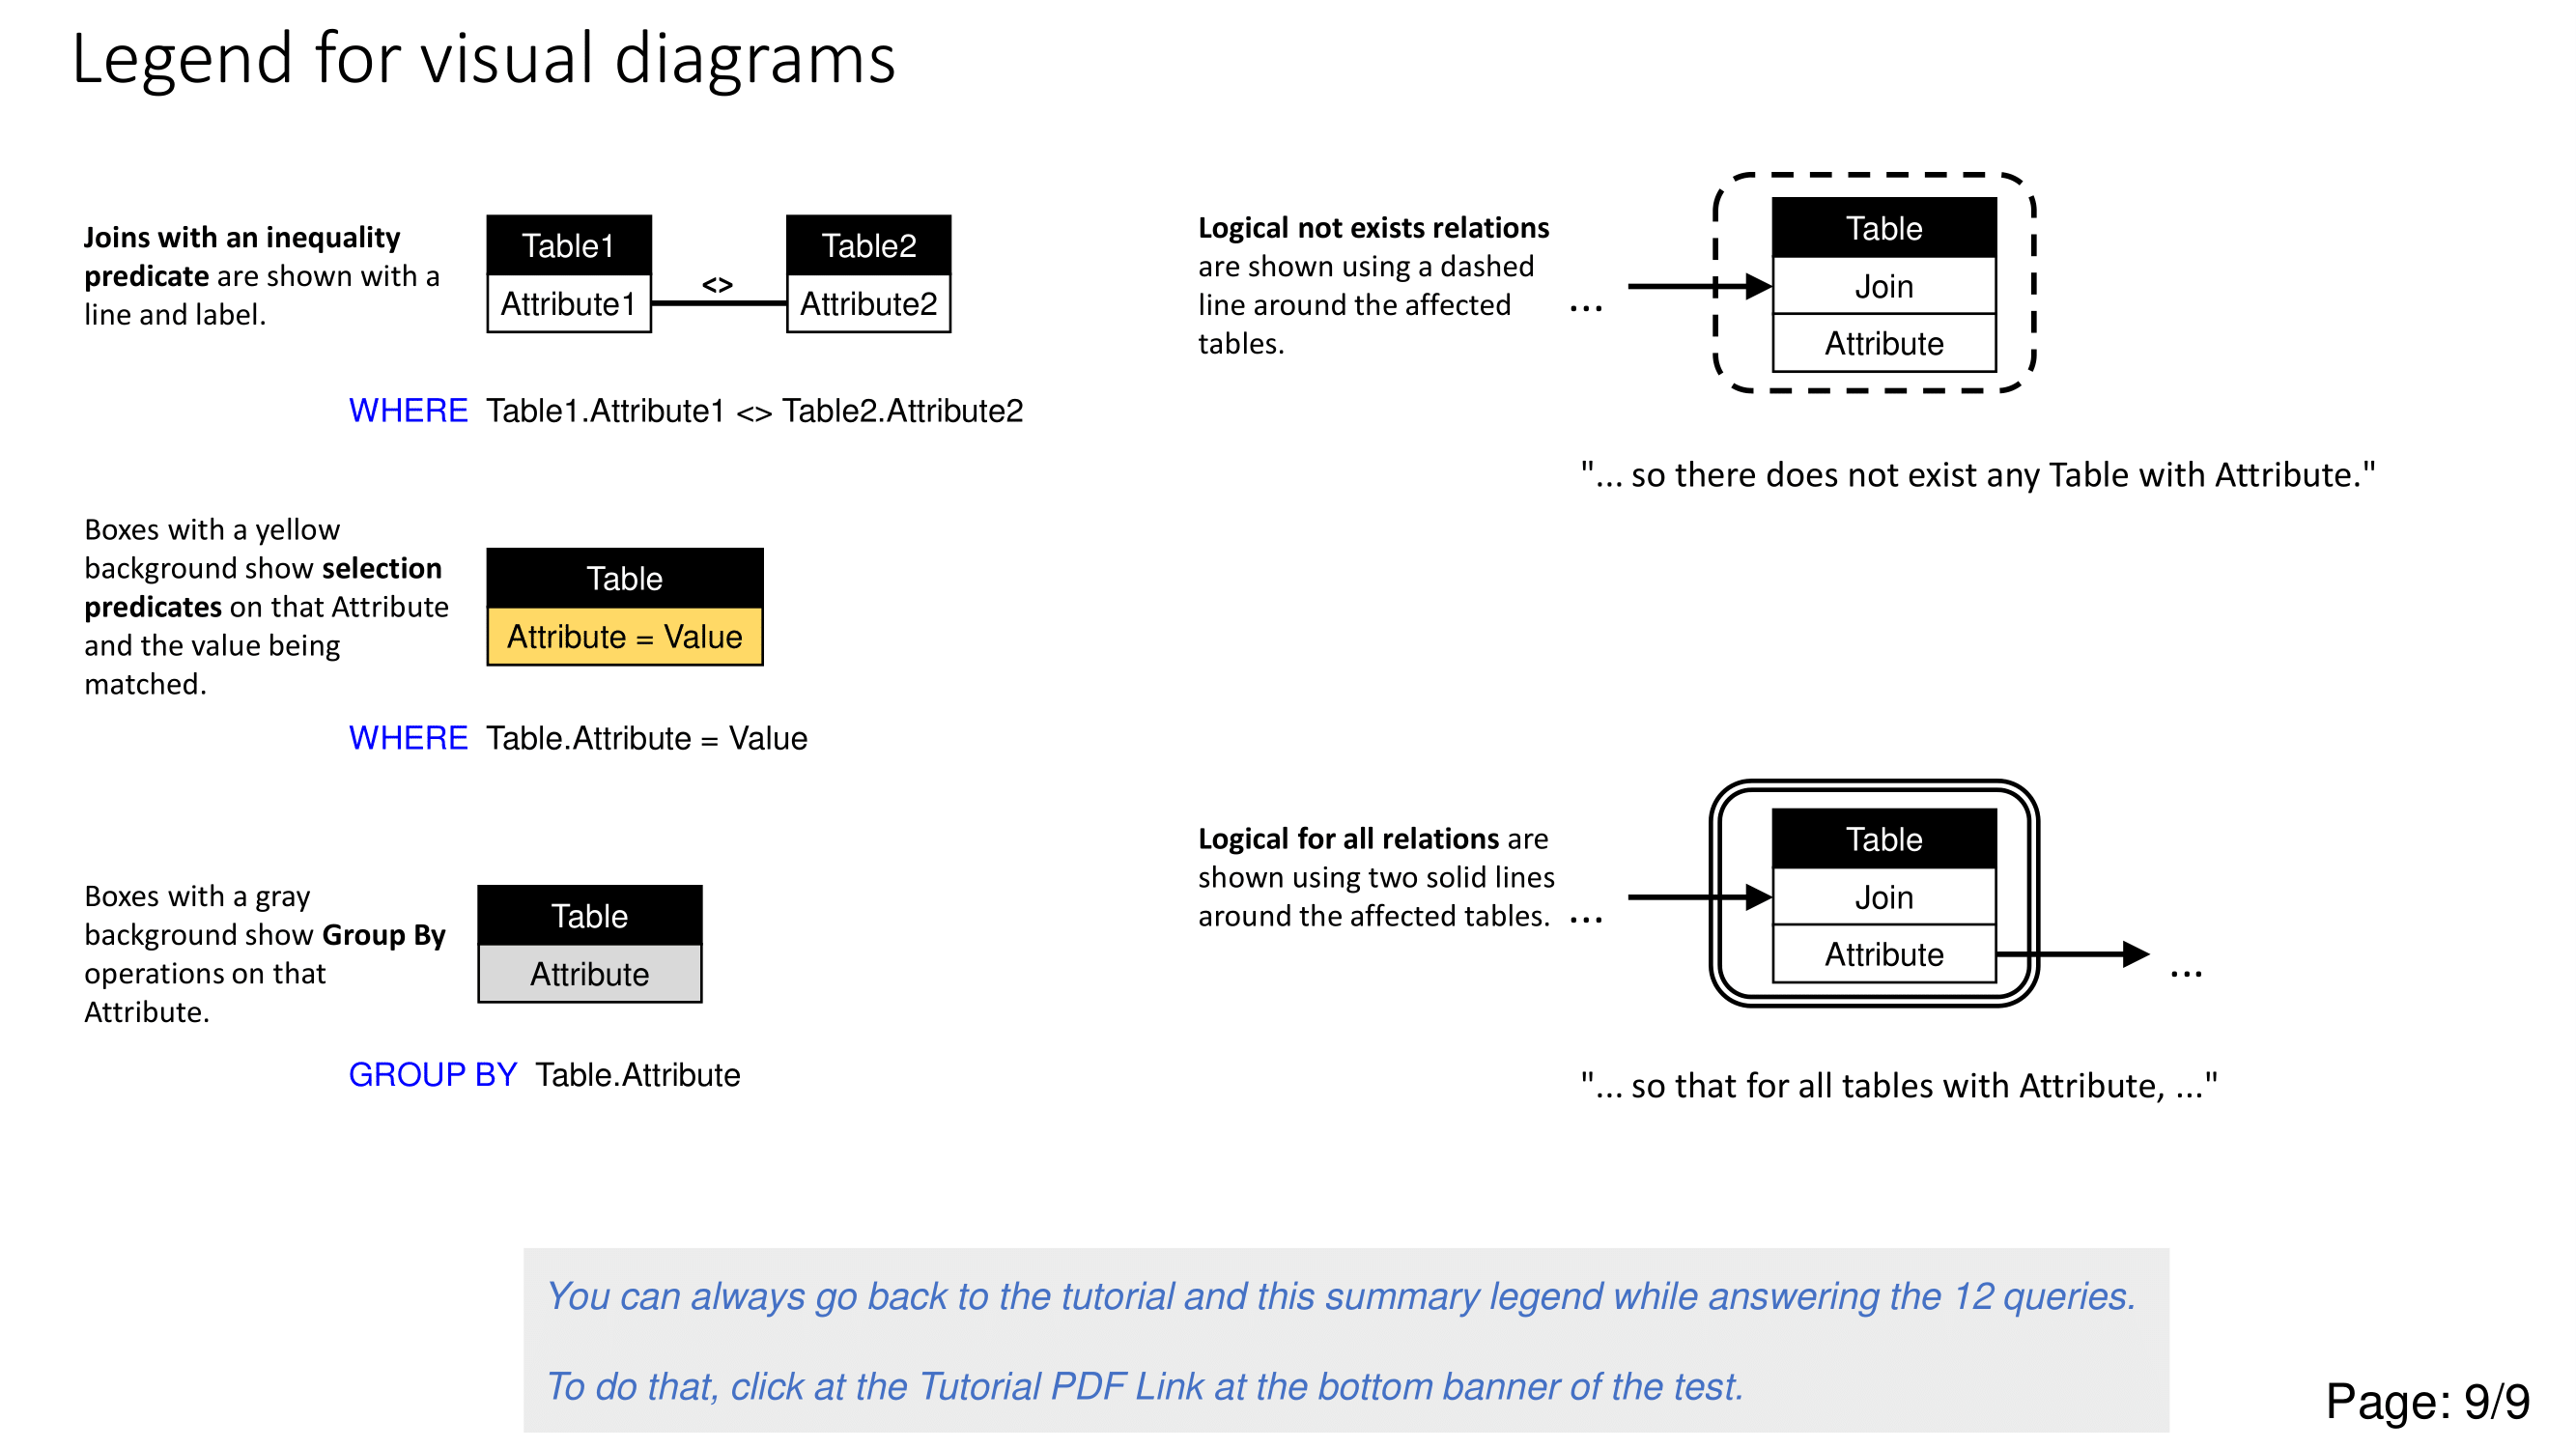 Legend for visual diagrams
Joins with an inequality
predicate are shown with a
line and label.
Table1
Attribute1
<>
Table2
Attribute2
WHERE Table1.Attribute1 <> Table2.Attribute2
Boxes with a yellow
background show selection
predicates on that Attribute
and the value being
matched.
Table
Attribute = Value
WHERE Table.Attribute = Value
Boxes with a gray
background show Group By
operations on that
Attribute.
Table
Attribute
GROUP BY Table.Attribute
Logical not exists relations
are shown using a dashed
line around the affected
tables.
...
Table
Join
Attribute
"... so there does not exist any Table with Attribute."
Logical for all relations are
shown using two solid lines
around the affected tables.
...
Table
Join
Attribute
...
"... so that for all tables with Attribute, ..."
You can always go back to the tutorial and this summary legend while answering the 12 queries.
To do that, click at the Tutorial PDF Link at the bottom banner of the test.
Page: 9/9